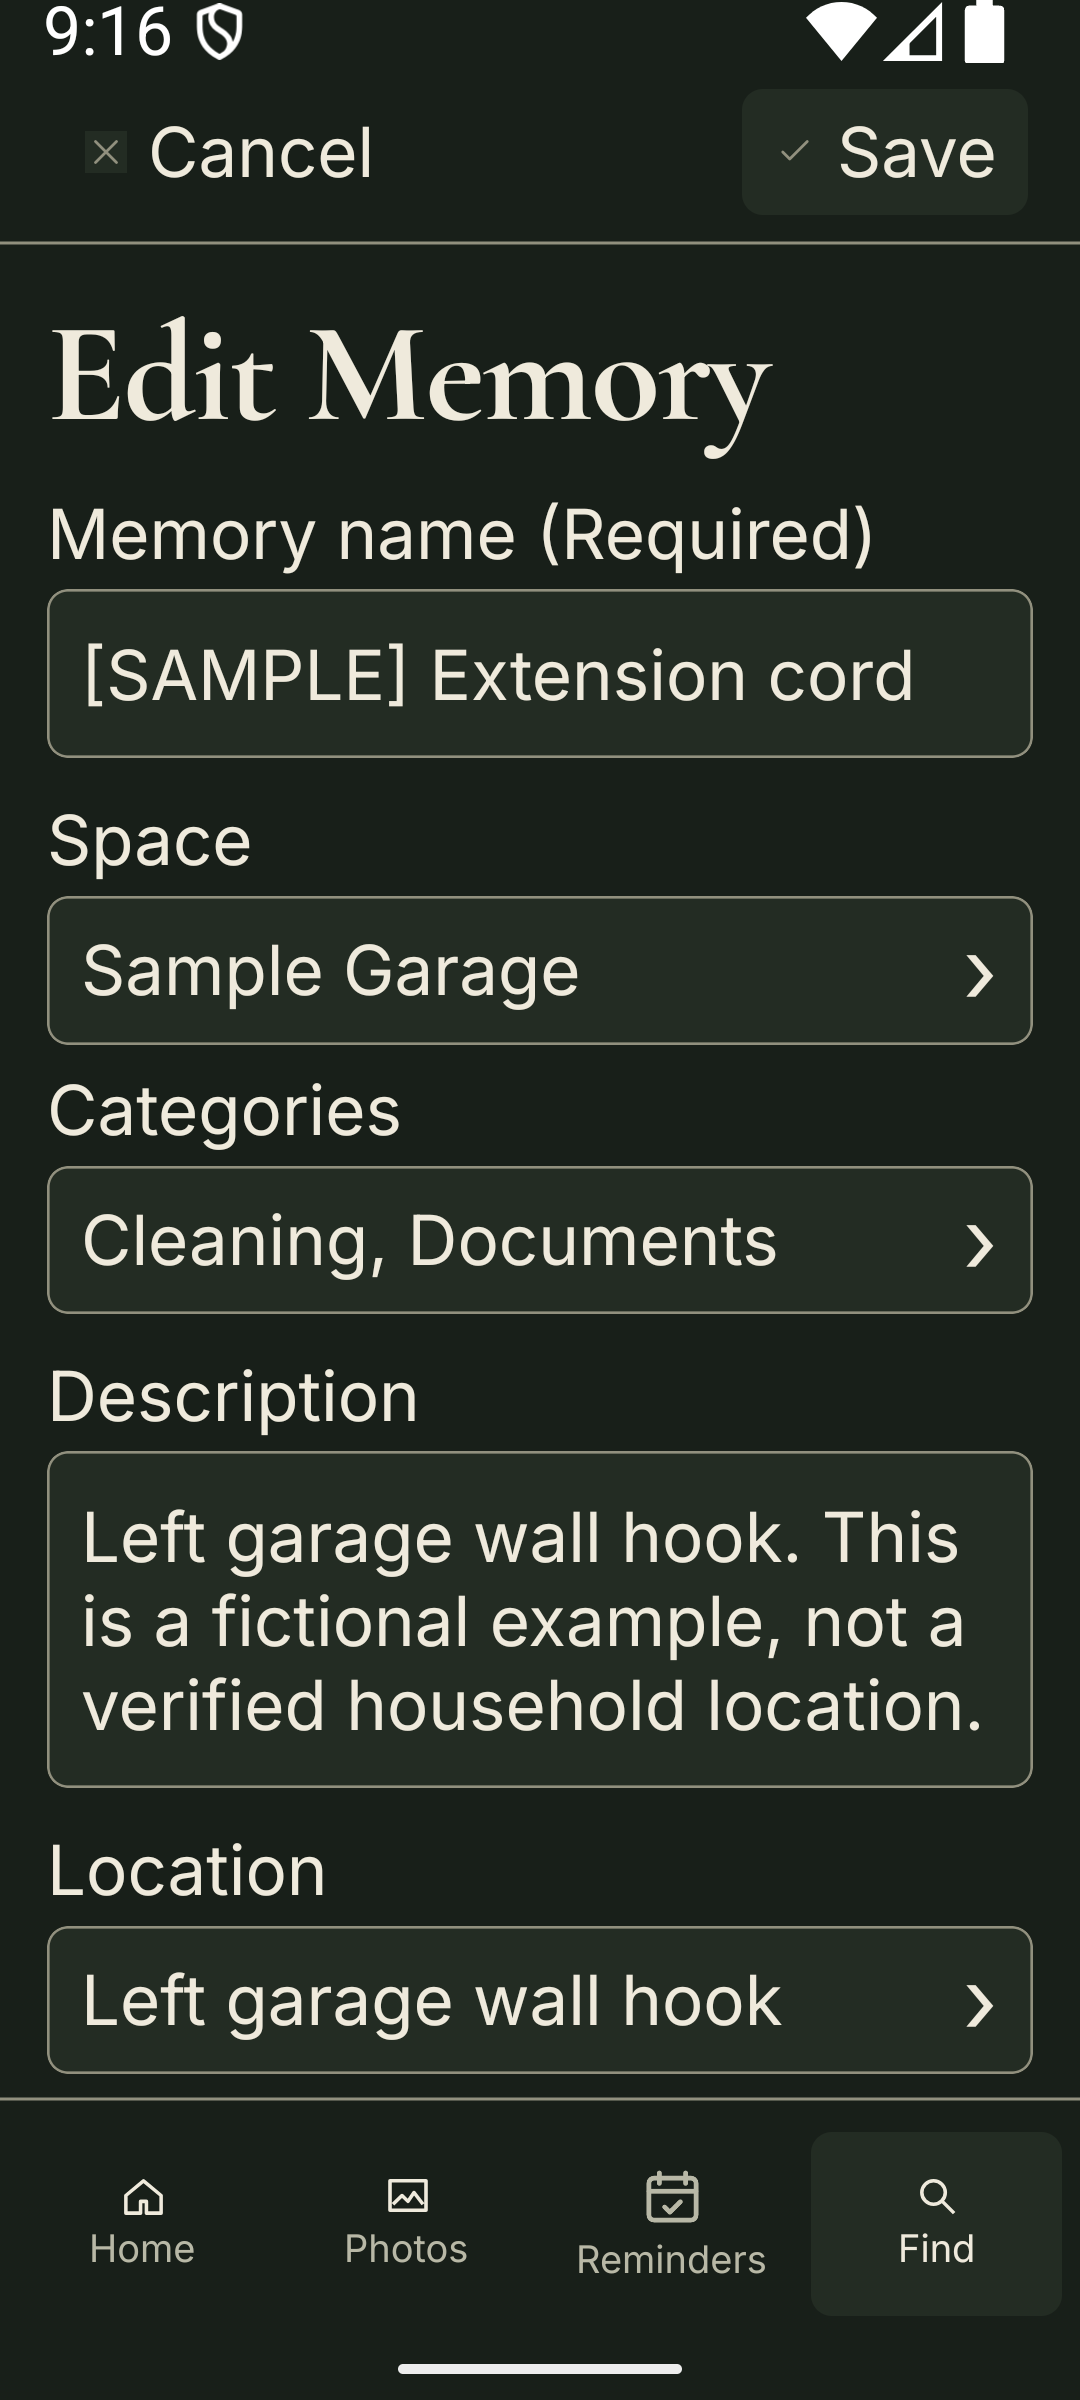 9:16
Cancel
Save
Edit Memory
Memory name (Required)
[SAMPLE] Extension cord
Space
Sample Garage
Categories
Cleaning, Documents
Description
Left garage wall hook. This
is a fictional example, not a
verified household location.
Location
Left garage wall hook
Home
Photos
Reminders
Find